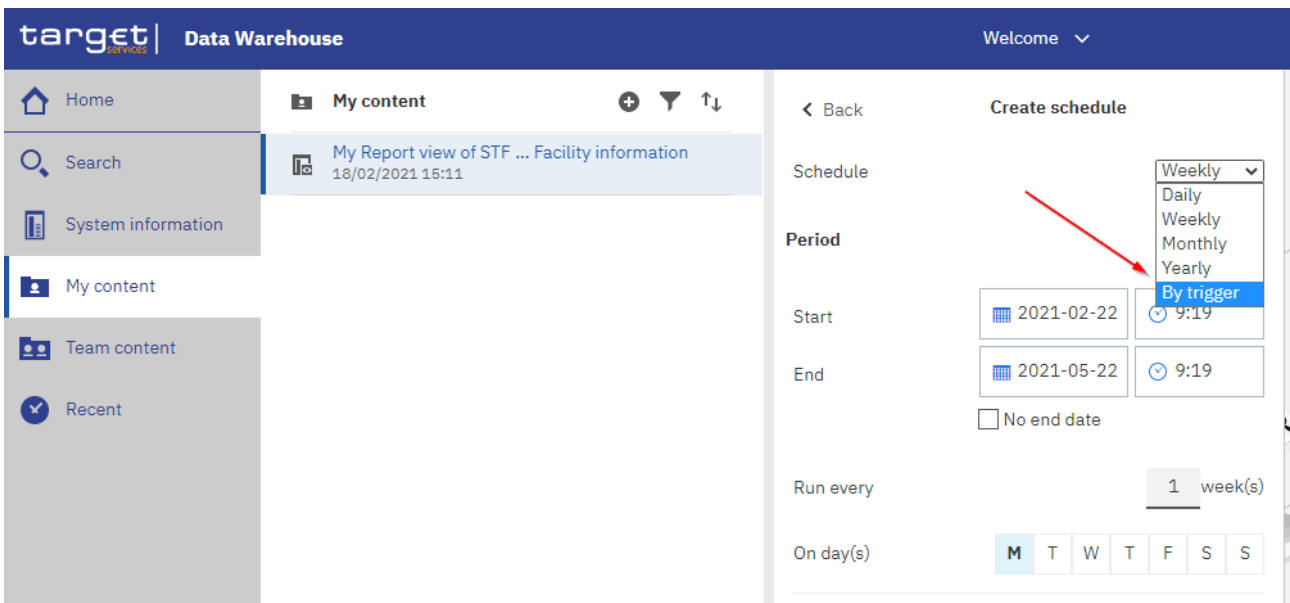 target services Data Warehouse
Welcome
Home
Search
System information
My content
Team content
Recent
My content
My Report view of STF ... Facility information
18/02/2021 15:11
Back
Create schedule
Schedule
Weekly
Daily
Weekly
Monthly
Yearly
By trigger
Period
Start
2021-02-22
9:19
End
2021-05-22
9:19
No end date
Run every
1 week(s)
On day(s)
M T W T F S S